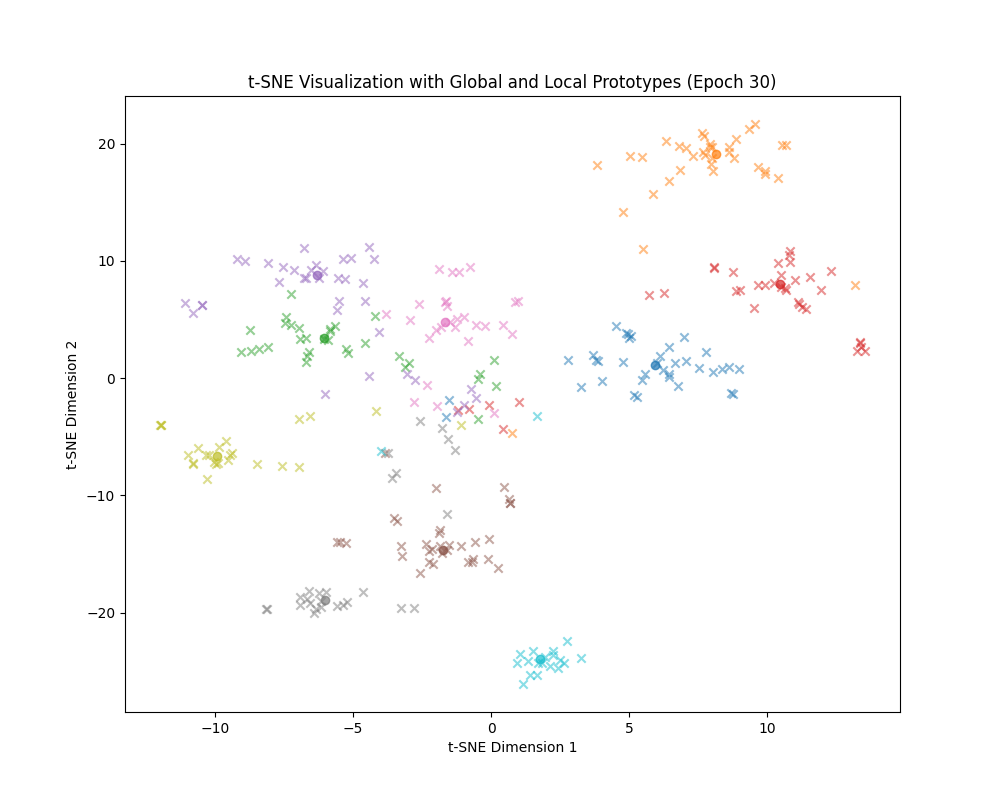 t-SNE Visualization with Global and Local Prototypes (Epoch 30)
20
10
0
−10
−20
t-SNE Dimension 2
−10 −5 0 5 10
t-SNE Dimension 1